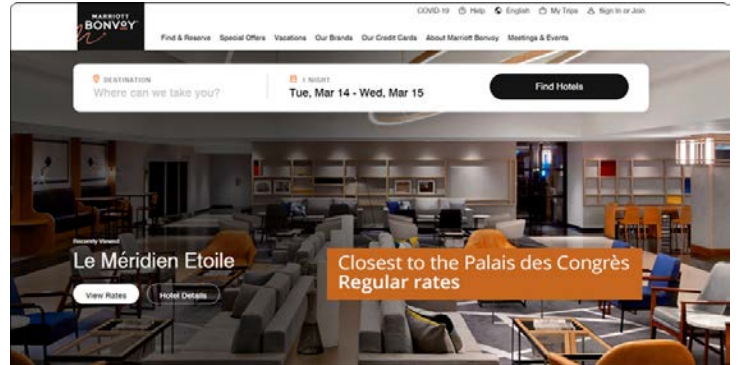 COVID-19 Help English My Trips Sign In or Join
MARRIOTT
BONVOY
Find & Reserve Special Offers Vacations Our Brands Our Credit Cards About Marriott Bonvoy Meetings & Events
DESTINATION
Where can we take you?
1 NIGHT
Tue, Mar 14 - Wed, Mar 15
Find Hotels
Recently Viewed
Le Méridien Etoile
View Rates
Hotel Details
Closest to the Palais des Congrès
Regular rates